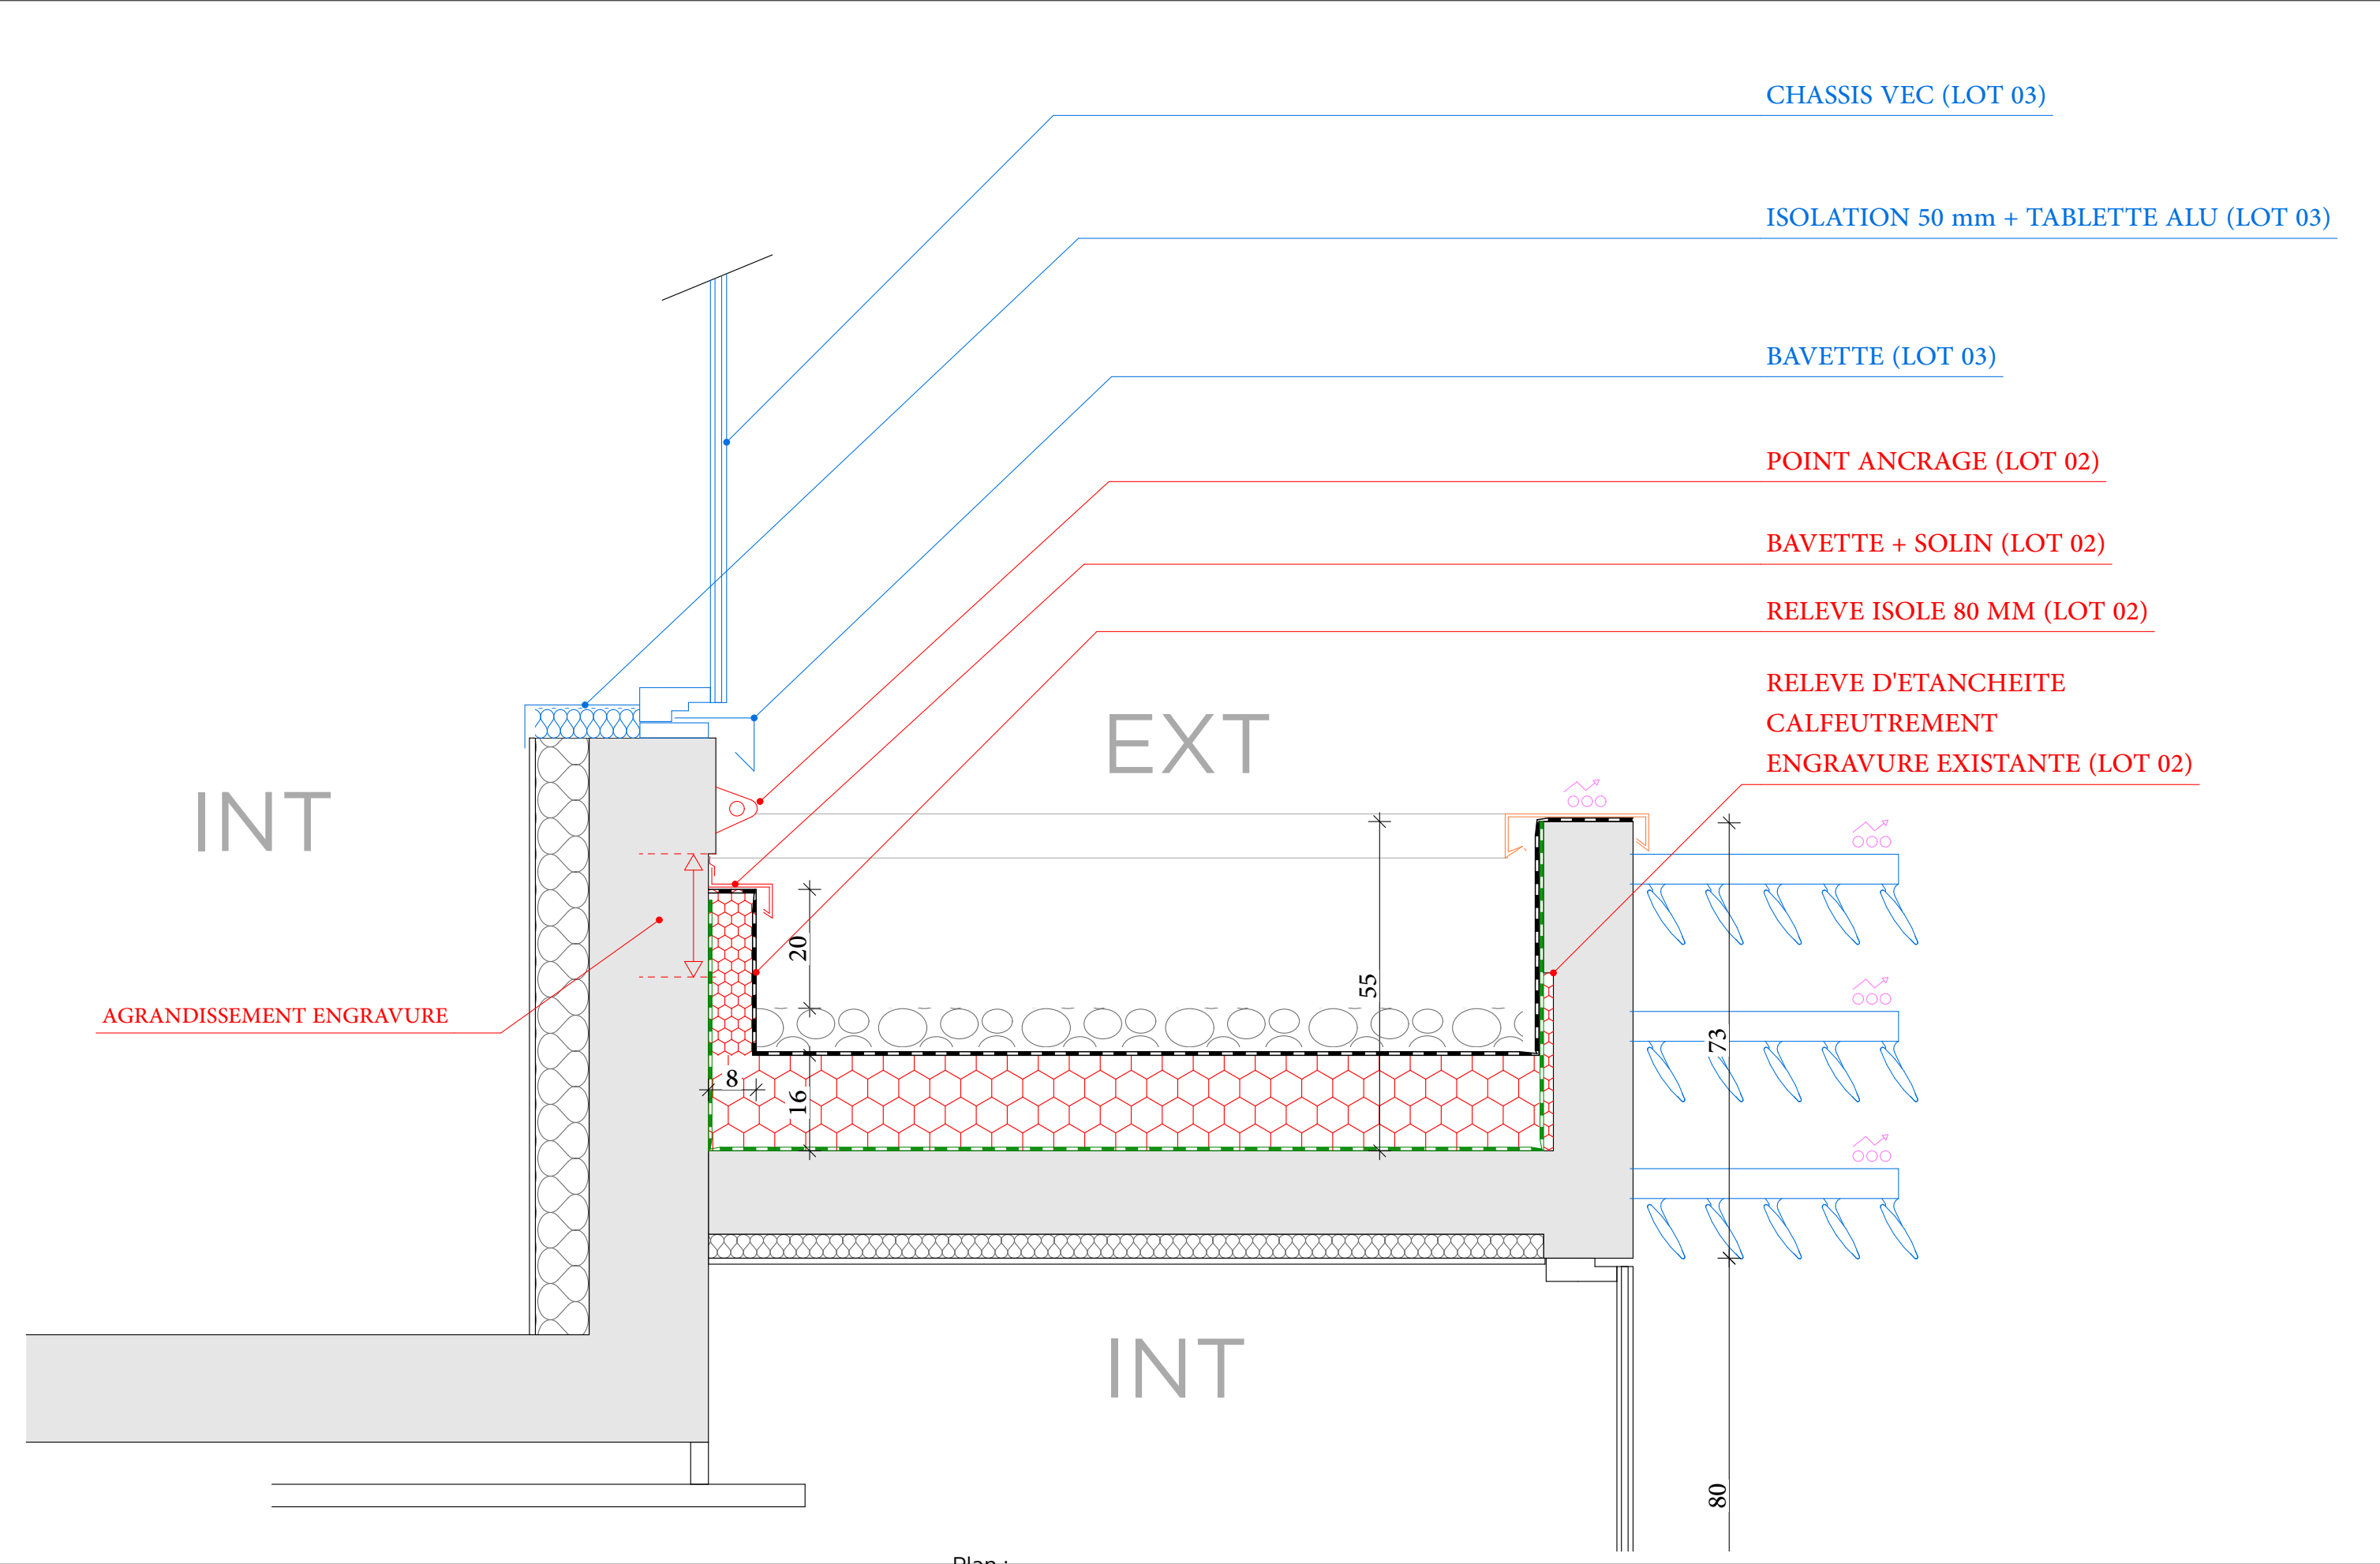 CHASSIS VEC (LOT 03)
ISOLATION 50 mm + TABLETTE ALU (LOT 03)
BAVETTE (LOT 03)
POINT ANCRAGE (LOT 02)
BAVETTE + SOLIN (LOT 02)
RELEVE ISOLE 80 MM (LOT 02)
RELEVE D'ETANCHEITE
CALFEUTREMENT
ENGRAVURE EXISTANTE (LOT 02)
EXT
INT
20
55
AGRANDISSEMENT ENGRAVURE
73
8
16
INT
80
Plan :